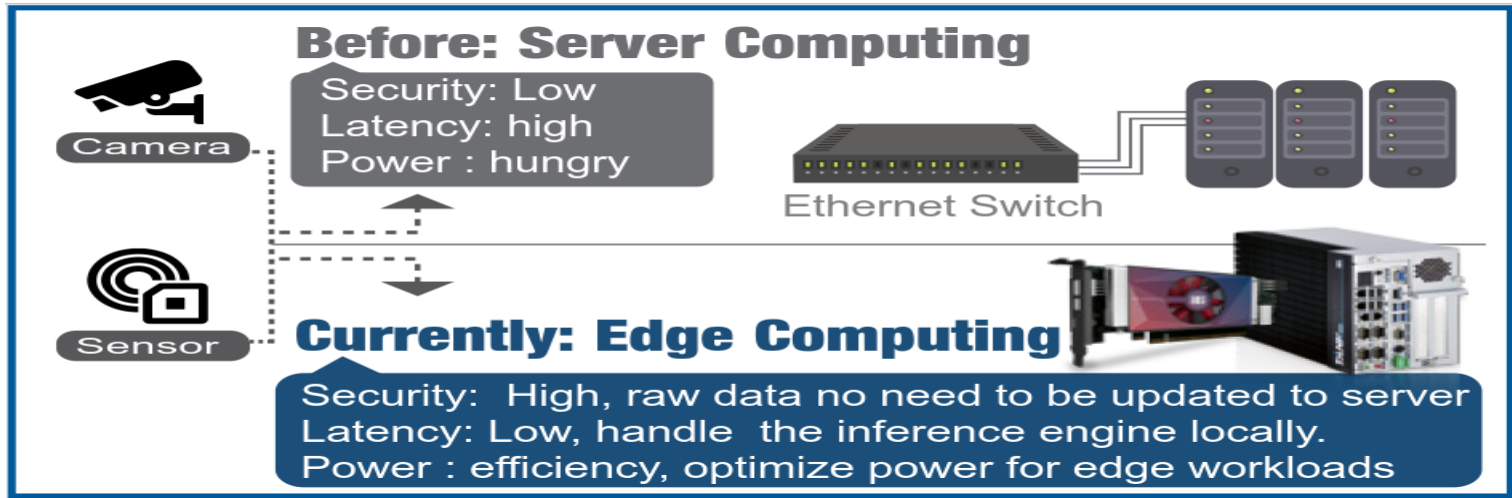 Before: Server Computing
Security: Low
Latency: high
Power : hungry
Camera
Ethernet Switch
Sensor
Currently: Edge Computing
Security:  High, raw data no need to be updated to server
Latency: Low, handle  the inference engine locally.
Power : efficiency, optimize power for edge workloads